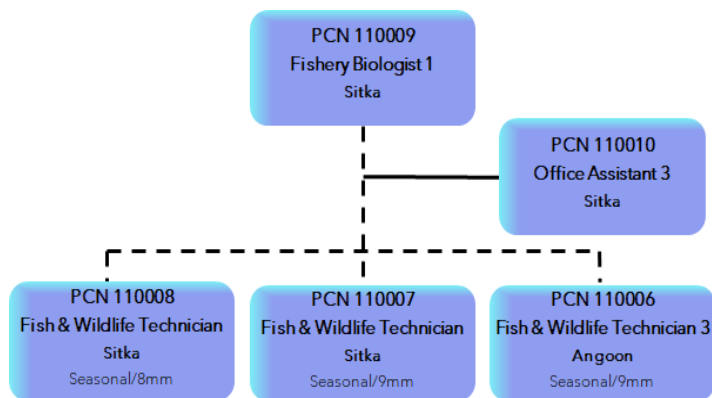 PCN 110009
Fishery Biologist 1
Sitka
PCN 110010
Office Assistant 3
Sitka
PCN 110008
Fish & Wildlife Technician
Sitka
Seasonal/8mm
PCN 110007
Fish & Wildlife Technician
Sitka
Seasonal/9mm
PCN 110006
Fish & Wildlife Technician 3
Angoon
Seasonal/9mm